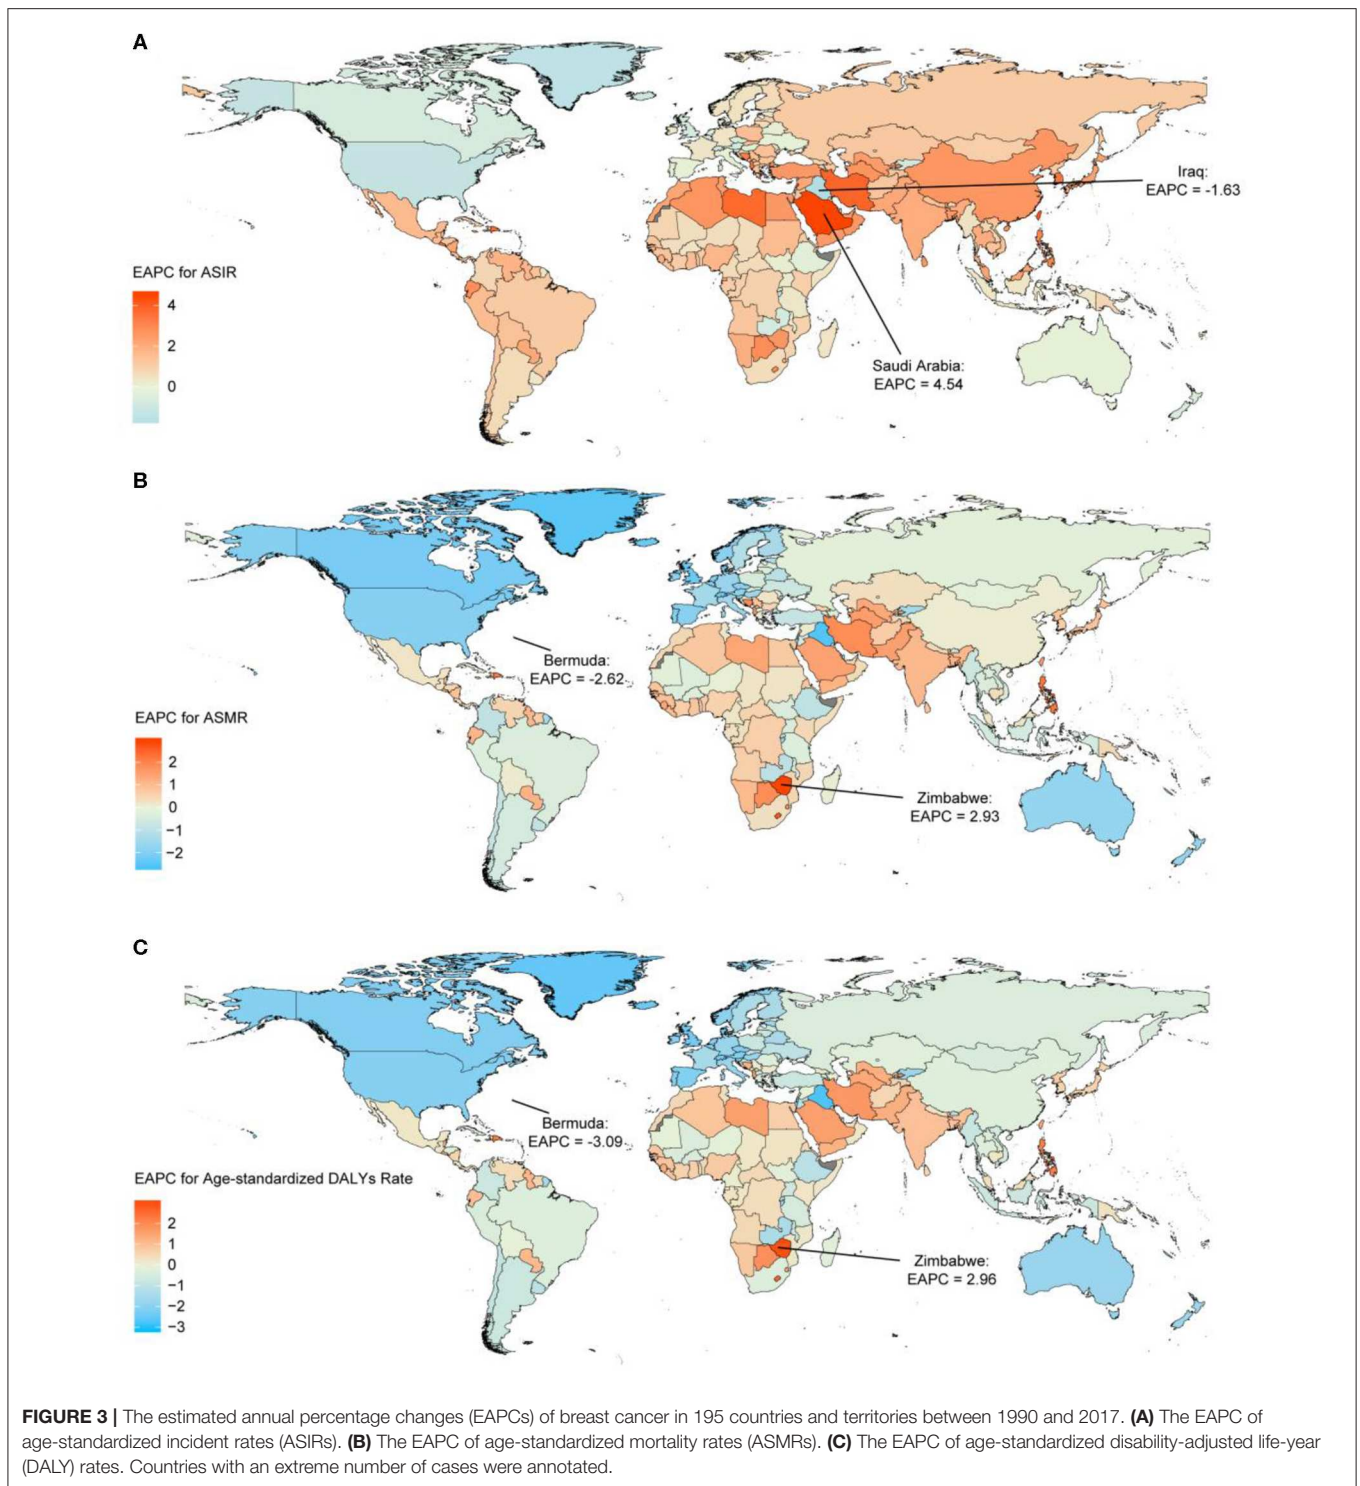 A
Iraq:
EAPC = -1.63
EAPC for ASIR
4
2
0
Saudi Arabia:
EAPC = 4.54
B
Bermuda:
EAPC = -2.62
EAPC for ASMR
2
1
0
−1
−2
Zimbabwe:
EAPC = 2.93
C
Bermuda:
EAPC = -3.09
EAPC for Age-standardized DALYs Rate
2
1
0
−1
−2
−3
Zimbabwe:
EAPC = 2.96
FIGURE 3 | The estimated annual percentage changes (EAPCs) of breast cancer in 195 countries and territories between 1990 and 2017. (A) The EAPC of
age-standardized incident rates (ASIRs). (B) The EAPC of age-standardized mortality rates (ASMRs). (C) The EAPC of age-standardized disability-adjusted life-year
(DALY) rates. Countries with an extreme number of cases were annotated.